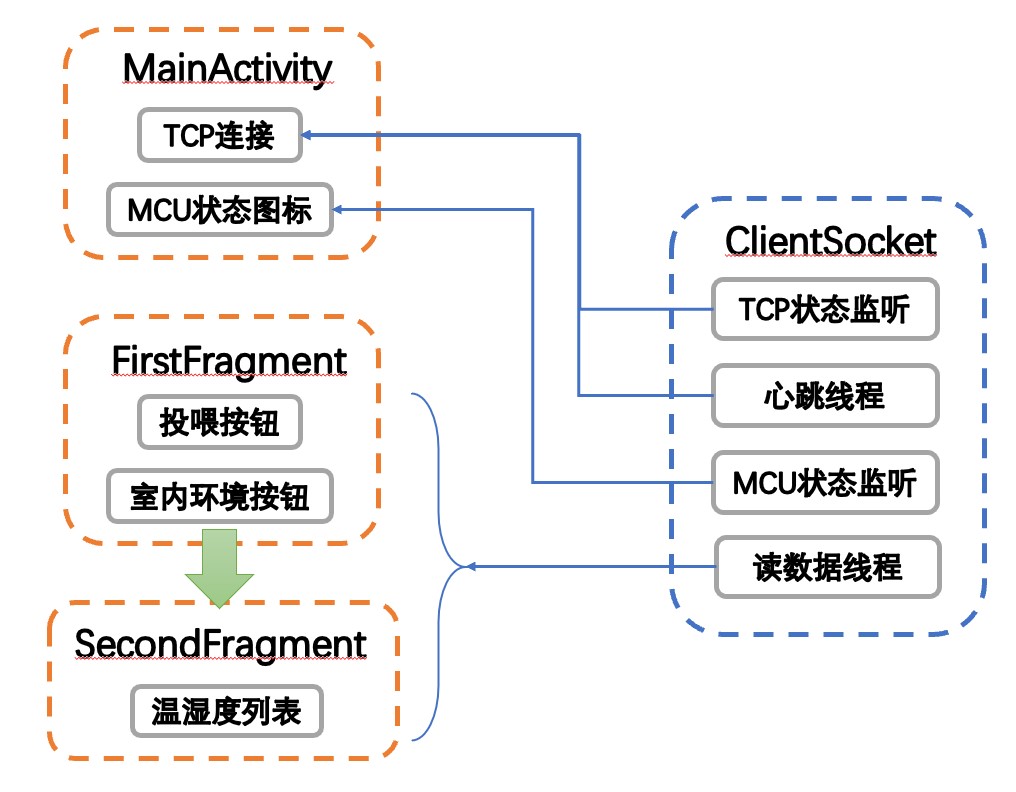 MainActivity
TCP连接
MCU状态图标
FirstFragment
投喂按钮
室内环境按钮
SecondFragment
温湿度列表
ClientSocket
TCP状态监听
心跳线程
MCU状态监听
读数据线程